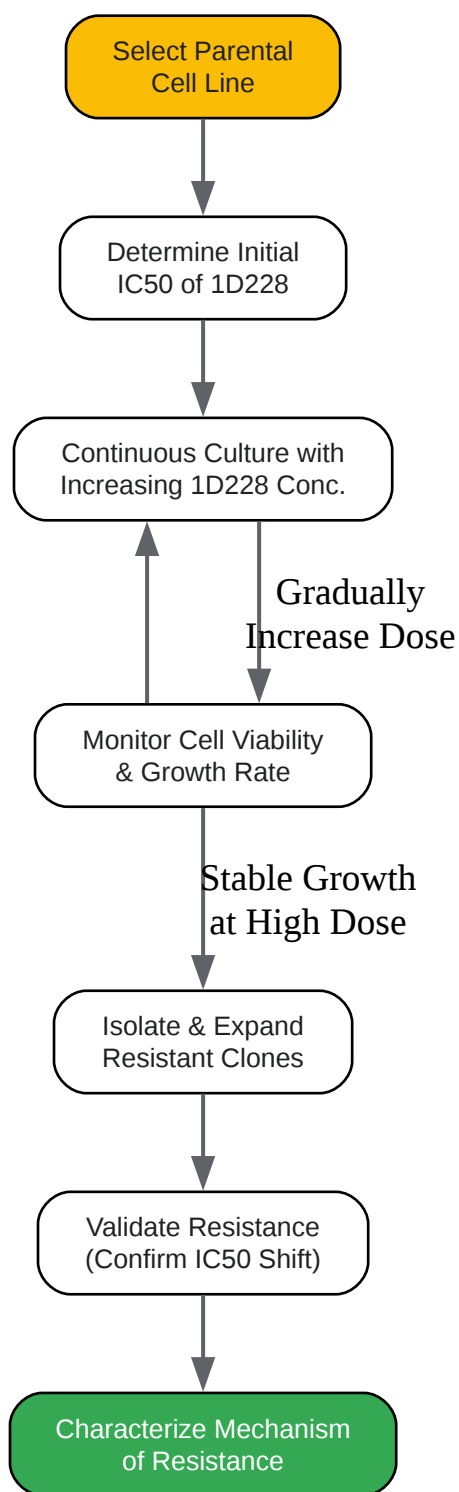 Select Parental
Cell Line
Determine Initial
IC50 of 1D228
Continuous Culture with
Increasing 1D228 Conc.
Gradually
Increase Dose
Monitor Cell Viability
& Growth Rate
Stable Growth
at High Dose
Isolate & Expand
Resistant Clones
Validate Resistance
(Confirm IC50 Shift)
Characterize Mechanism
of Resistance